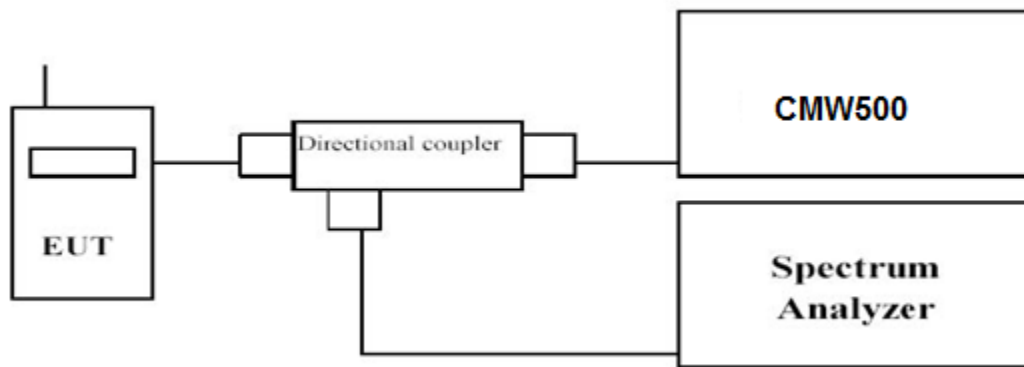 EUT
Directional coupler
CMW500
Spectrum
Analyzer